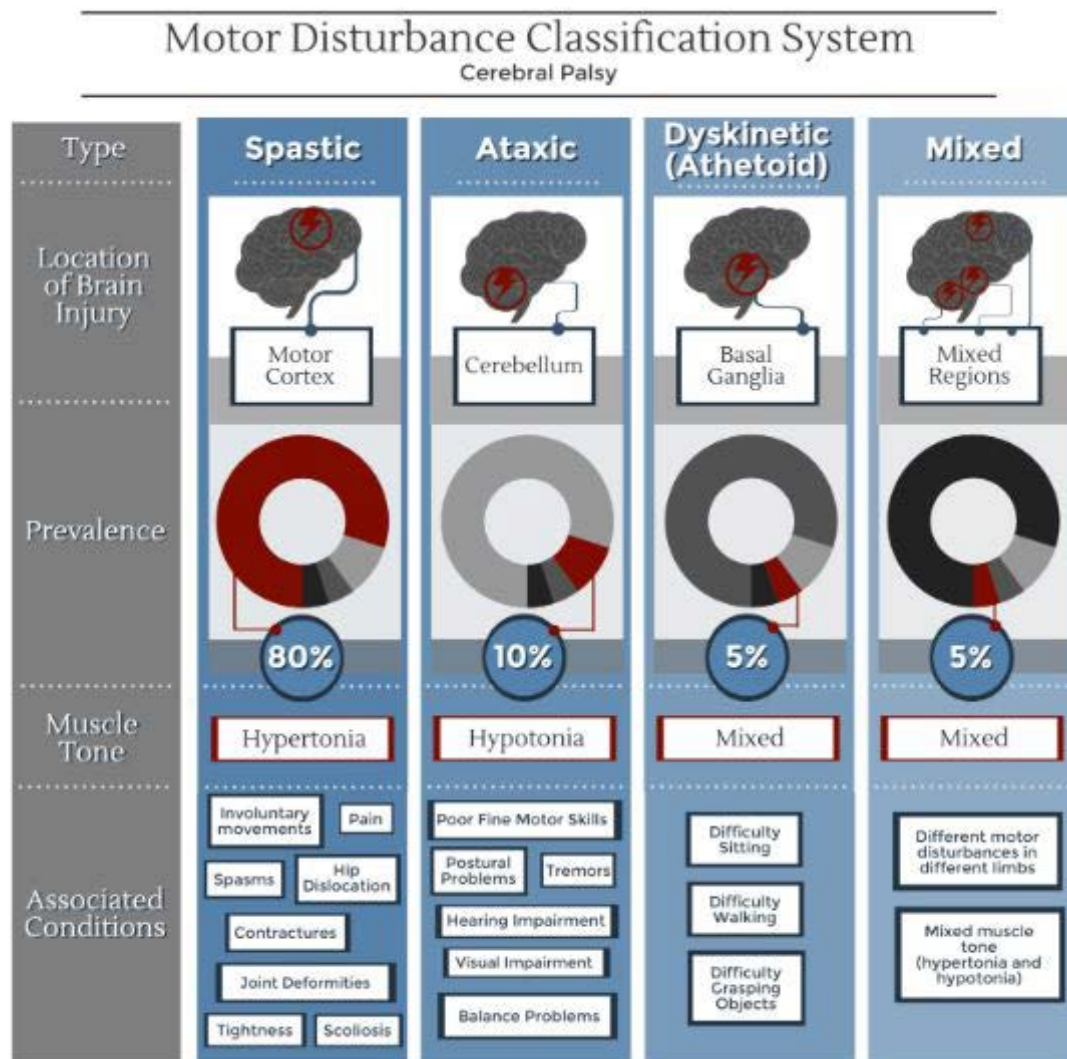 Motor Disturbance Classification System
Cerebral Palsy
Type
Spastic
Ataxic
Dyskinetic
(Athetoid)
Mixed
Location
of Brain
Injury
Motor
Cortex
Cerebellum
Basal
Ganglia
Mixed
Regions
Prevalence
80%
10%
5%
5%
Muscle
Tone
Hypertonia
Hypotonia
Mixed
Mixed
Associated
Conditions
Involuntary
movements
Pain
Spasms
Hip
Dislocation
Contractures
Joint Deformities
Tightness
Scoliosis
Poor Fine Motor Skills
Postural
Problems
Tremors
Hearing Impairment
Visual Impairment
Balance Problems
Difficulty
Sitting
Difficulty
Walking
Difficulty
Grasping
Objects
Different motor
disturbances in
different limbs
Mixed muscle
tone
(hypertonia and
hypotonia)